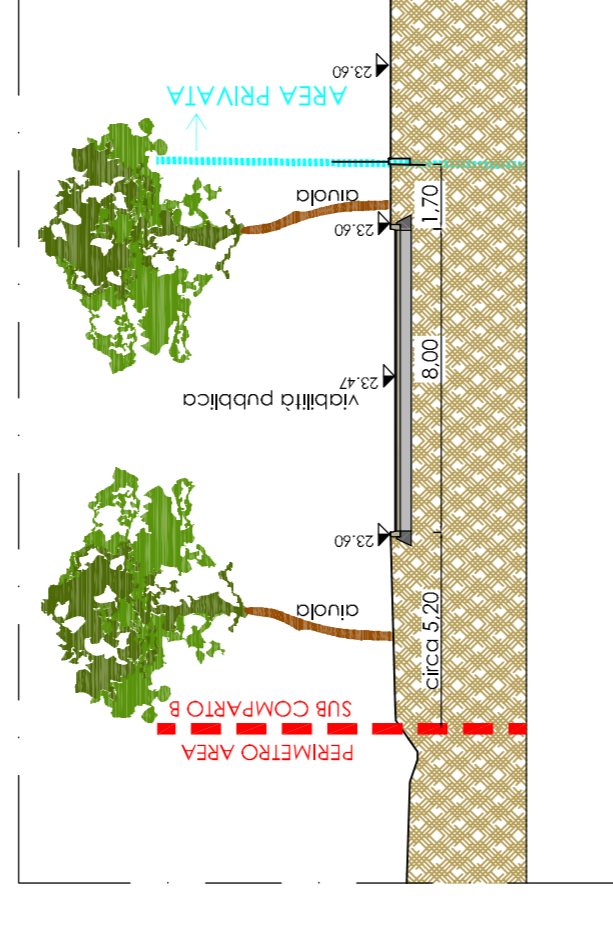 23.60
AREA PRIVATA
aiuola
1,70
23.60
8,00
23.47
viabilità pubblica
23.60
circa 5,20
aiuola
SUB COMPARTO B
PERIMETRO AREA